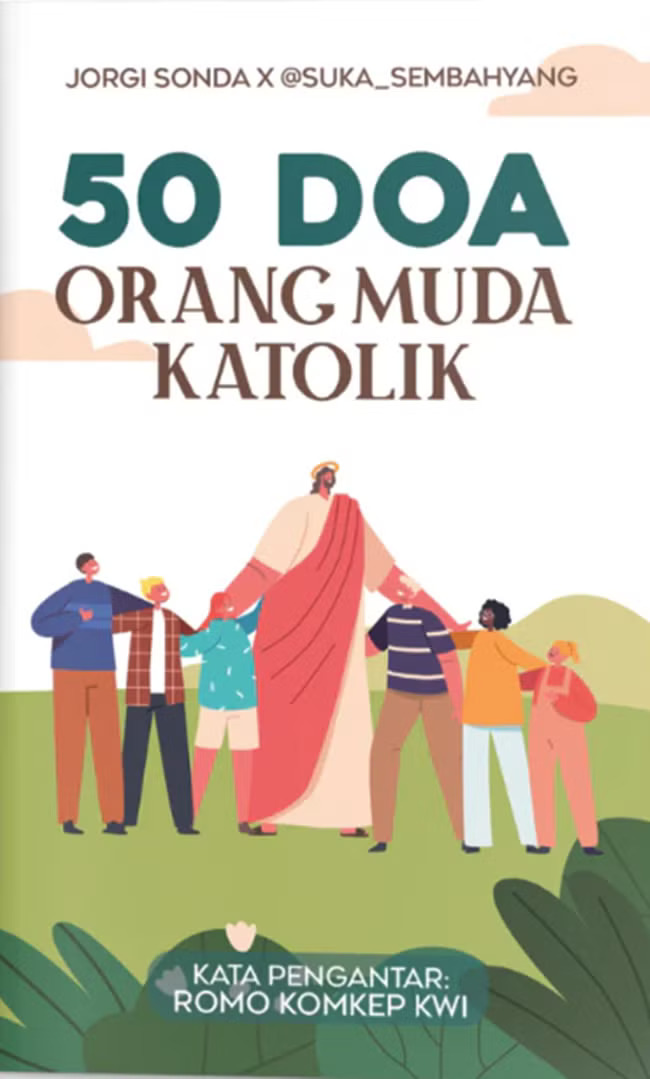 JORGI SONDA X @SUKA_SEMBAHYANG
50 DOA
ORANG MUDA
KATOLIK
KATA PENGANTAR:
ROMO KOMKEP KWI